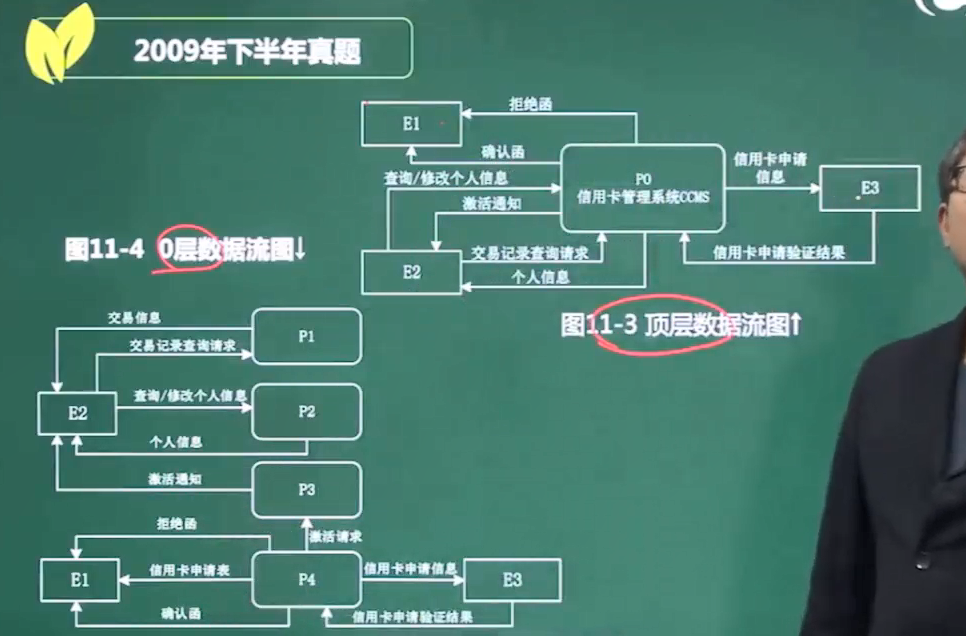 2009年下半年真题
拒绝函
E1
确认函
信用卡申请
信息
查询/修改个人信息
P0
信用卡管理系统CCMS
E3
激活通知
图11-4 0层数据流图↓
E2
交易记录查询请求
信用卡申请验证结果
个人信息
图11-3 顶层数据流图↑
交易信息
P1
交易记录查询请求
查询/修改个人信息
E2
P2
个人信息
激活通知
P3
拒绝函
激活请求
信用卡申请表
信用卡申请信息
E1
P4
E3
确认函
信用卡申请验证结果